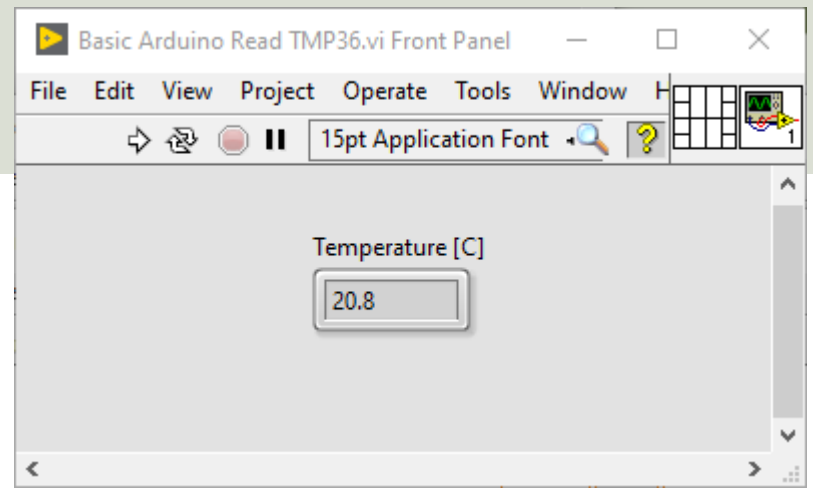 Basic Arduino Read TMP36.vi Front Panel
File Edit View Project Operate Tools Window H
15pt Application Font ?
1
Temperature [C]
20.8